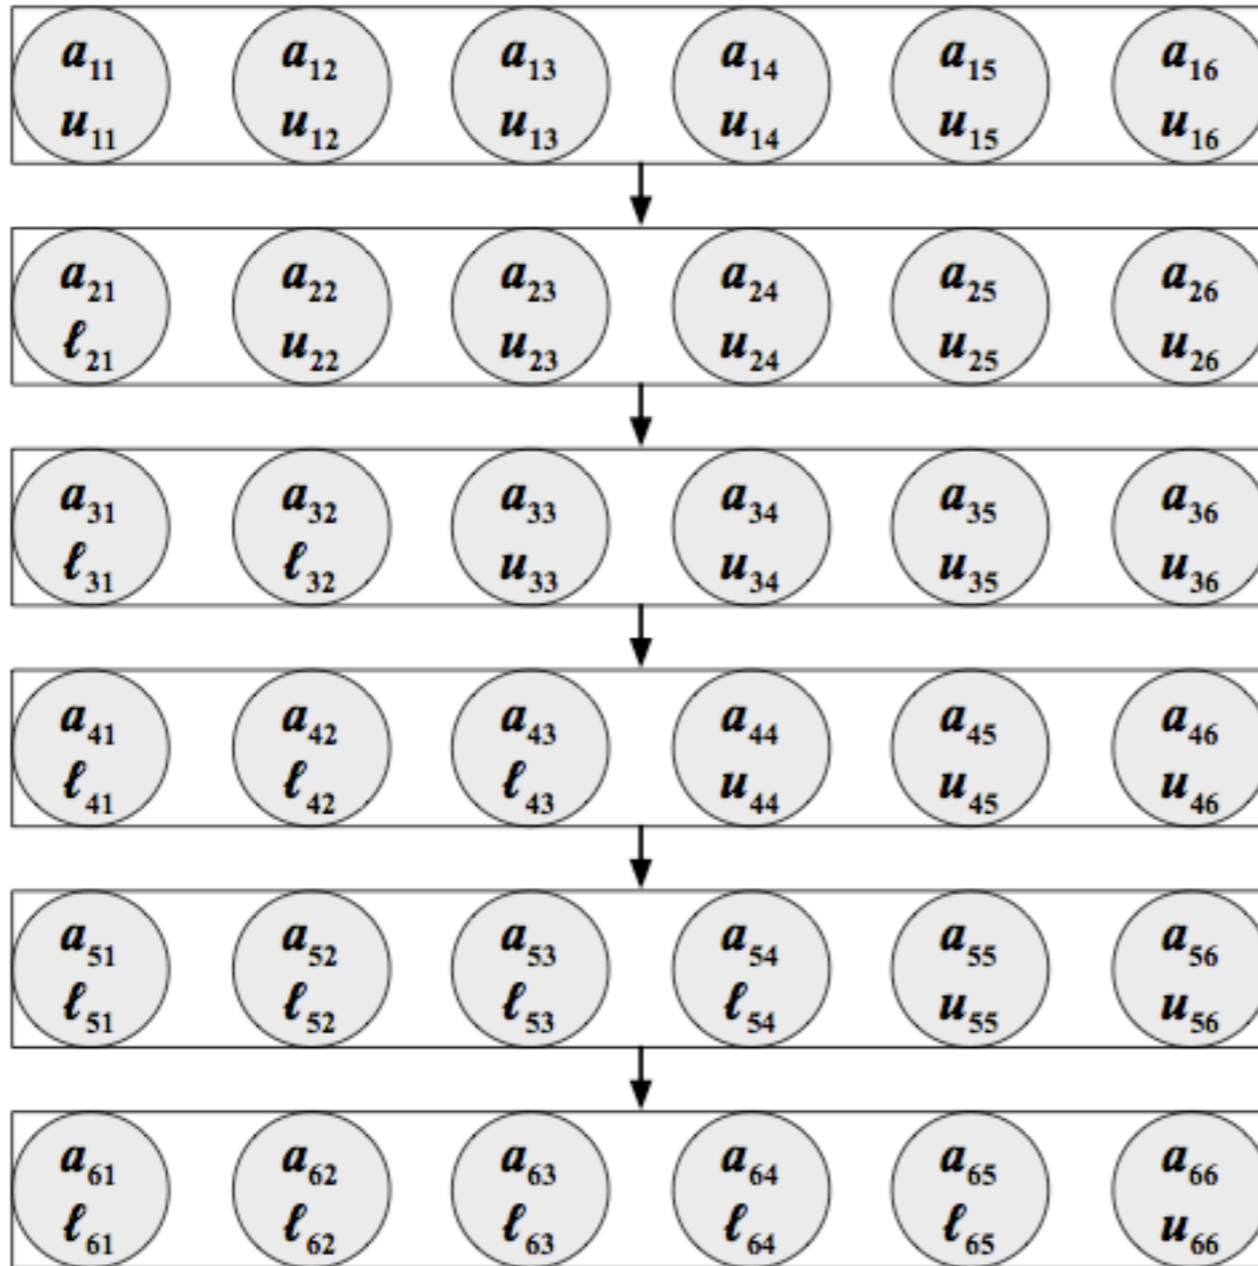 a₁₁ a₁₂ a₁₃ a₁₄ a₁₅ a₁₆
u₁₁ u₁₂ u₁₃ u₁₄ u₁₅ u₁₆
a₂₁ a₂₂ a₂₃ a₂₄ a₂₅ a₂₆
ℓ₂₁ u₂₂ u₂₃ u₂₄ u₂₅ u₂₆
a₃₁ a₃₂ a₃₃ a₃₄ a₃₅ a₃₆
ℓ₃₁ ℓ₃₂ u₃₃ u₃₄ u₃₅ u₃₆
a₄₁ a₄₂ a₄₃ a₄₄ a₄₅ a₄₆
ℓ₄₁ ℓ₄₂ ℓ₄₃ u₄₄ u₄₅ u₄₆
a₅₁ a₅₂ a₅₃ a₅₄ a₅₅ a₅₆
ℓ₅₁ ℓ₅₂ ℓ₅₃ ℓ₅₄ u₅₅ u₅₆
a₆₁ a₆₂ a₆₃ a₆₄ a₆₅ a₆₆
ℓ₆₁ ℓ₆₂ ℓ₆₃ ℓ₆₄ ℓ₆₅ u₆₆